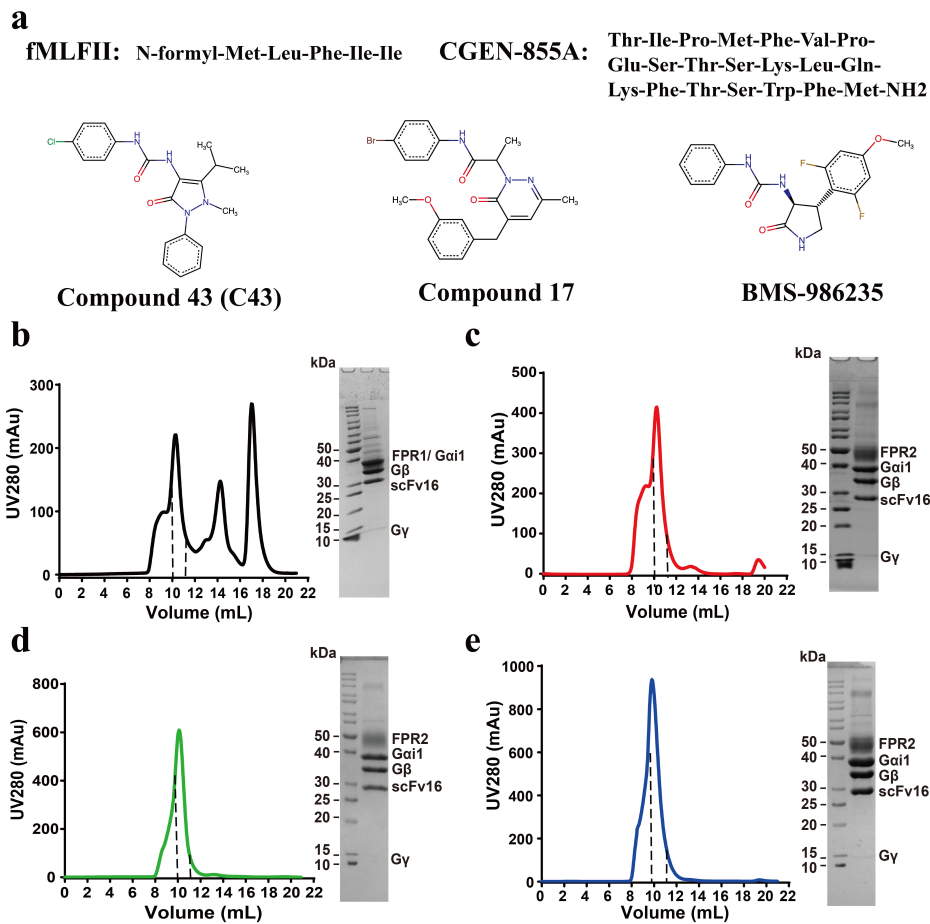 a
fMLFII: N-formyl-Met-Leu-Phe-Ile-Ile
CGEN-855A: Thr-Ile-Pro-Met-Phe-Val-Pro-
Glu-Ser-Thr-Ser-Lys-Leu-Gln-
Lys-Phe-Thr-Ser-Trp-Phe-Met-NH2
Cl
H
N
O
NH
CH3
H3C
O
N
CH3
N
Compound 43 (C43)
Br
H
N
CH3
O
N
N
O
CH3
H3C
O
Compound 17
H
N
O
NH
F
O
CH3
F
O
N
H
BMS-986235
b
kDa
UV280 (mAu)
300
200
100
0
0 2 4 6 8 10 12 14 16 18 20 22
Volume (mL)
50
40
30
25
20
15
10
FPR1/ Gαi1
Gβ
scFv16
Gγ
c
kDa
UV280 (mAu)
500
400
300
200
100
0
0 2 4 6 8 10 12 14 16 18 20 22
Volume (mL)
50
40
30
25
20
15
10
FPR2
Gαi1
Gβ
scFv16
Gγ
d
kDa
UV280 (mAu)
800
600
400
200
0
0 2 4 6 8 10 12 14 16 18 20 22
Volume (mL)
50
40
30
25
20
15
10
FPR2
Gαi1
Gβ
scFv16
Gγ
e
kDa
UV280 (mAu)
1000
800
600
400
200
0
0 2 4 6 8 10 12 14 16 18 20 22
Volume (mL)
50
40
30
25
20
15
10
FPR2
Gαi1
Gβ
scFv16
Gγ